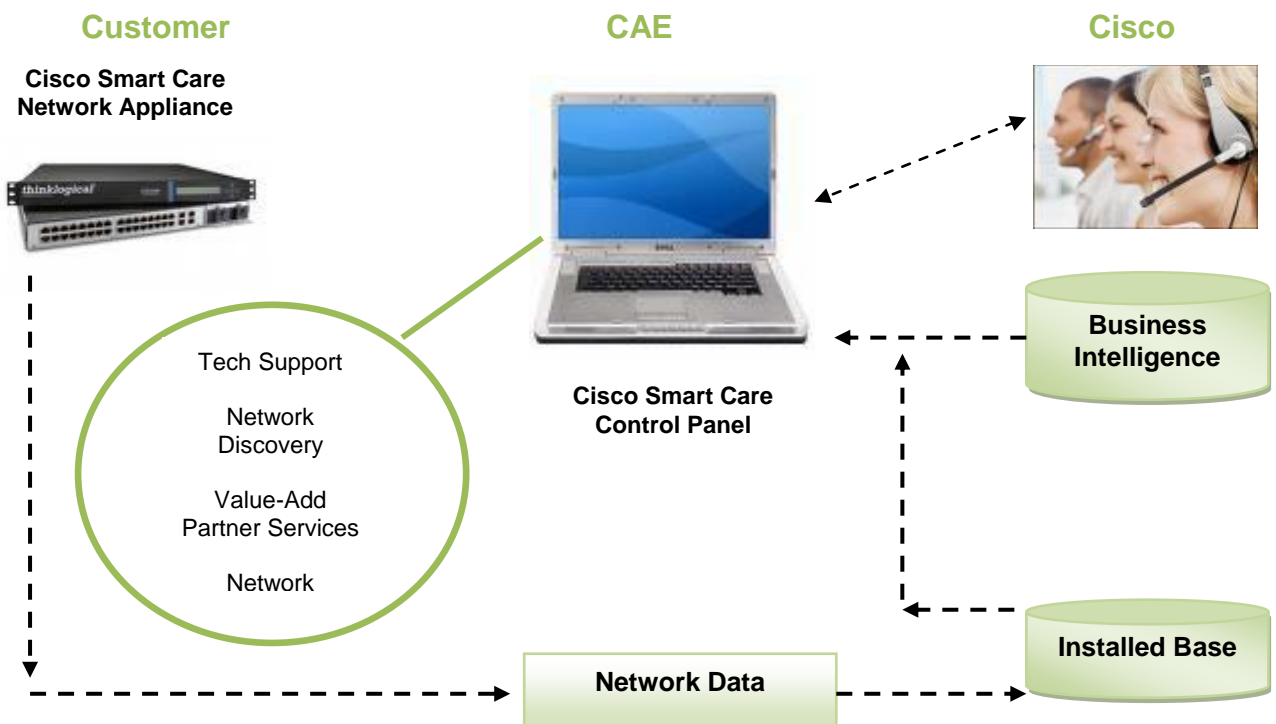 Customer
CAE
Cisco
Cisco Smart Care
Network Appliance
thinklogical
DELL
Business
Intelligence
Tech Support
Network
Discovery
Value-Add
Partner Services
Network
Cisco Smart Care
Control Panel
Installed Base
Network Data